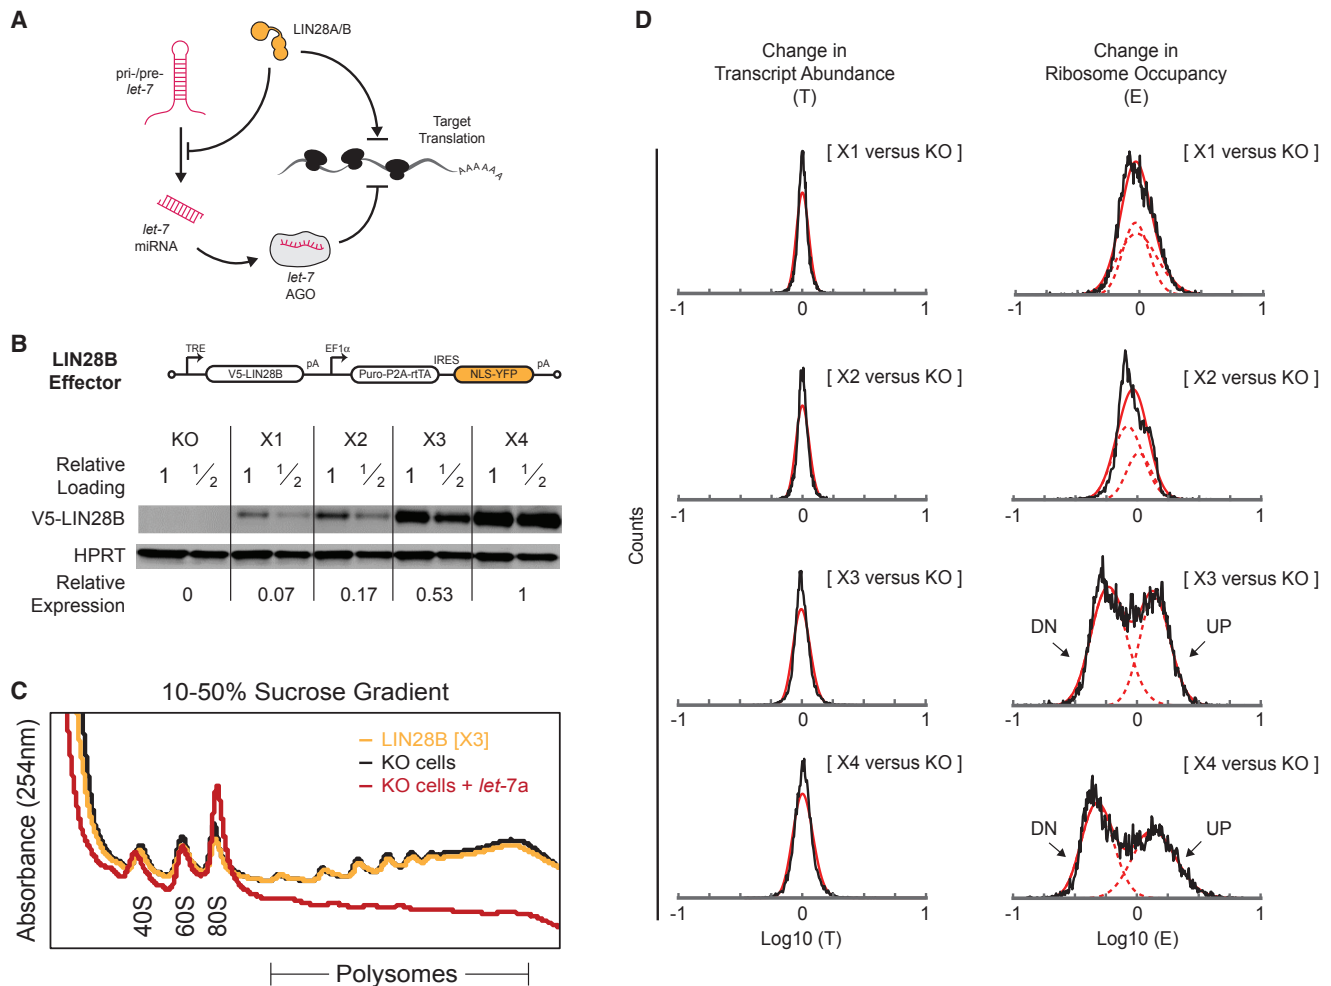 A
LIN28A/B
pri-/pre-
let-7
Target
Translation
AAAAAA
let-7
miRNA
let-7
AGO
B
LIN28B
Effector
TRE
V5-LIN28B
pA
EF1α
Puro-P2A-rtTA
IRES
NLS-YFP
pA
KO X1 X2 X3 X4
Relative
Loading
1 1/2 1 1/2 1 1/2 1 1/2 1 1/2
V5-LIN28B
HPRT
Relative
Expression
0 0.07 0.17 0.53 1
C
10-50% Sucrose Gradient
Absorbance (254nm)
LIN28B [X3]
KO cells
KO cells + let-7a
40S
60S
80S
Polysomes
D
Change in
Transcript Abundance
(T)
Change in
Ribosome Occupancy
(E)
Counts
[ X1 versus KO ]
-1 0 1
[ X1 versus KO ]
-1 0 1
[ X2 versus KO ]
-1 0 1
[ X2 versus KO ]
-1 0 1
[ X3 versus KO ]
-1 0 1
[ X3 versus KO ]
DN UP
-1 0 1
[ X4 versus KO ]
-1 0 1
Log10 (T)
[ X4 versus KO ]
DN UP
-1 0 1
Log10 (E)